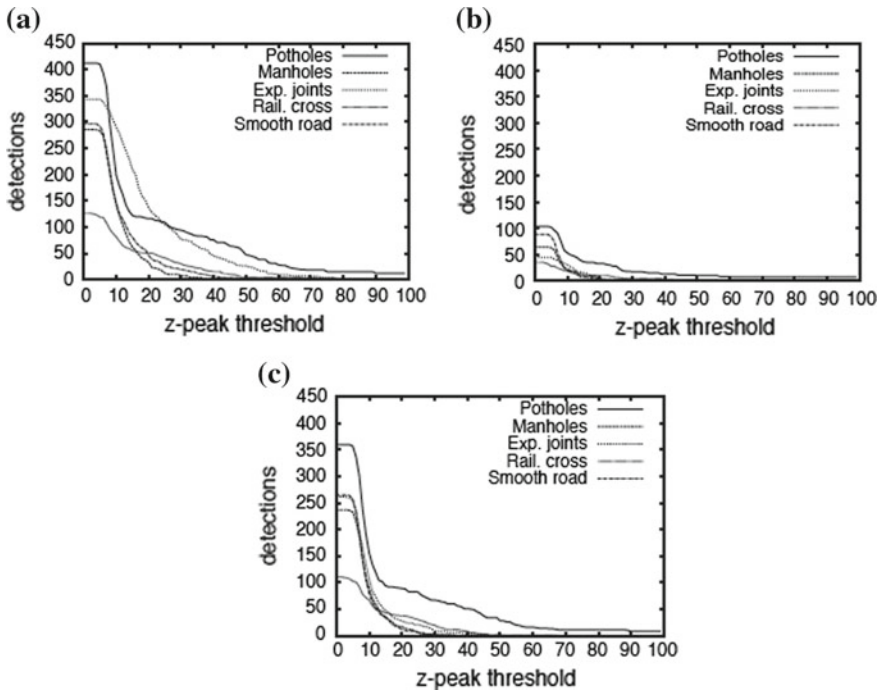 (a)
450
400
350
300
250
200
150
100
50
0
detections
Potholes
Manholes
Exp. joints
Rail. cross
Smooth road
0 10 20 30 40 50 60 70 80 90 100
z-peak threshold
(b)
450
400
350
300
250
200
150
100
50
0
detections
Potholes
Manholes
Exp. joints
Rail. cross
Smooth road
0 10 20 30 40 50 60 70 80 90 100
z-peak threshold
(c)
450
400
350
300
250
200
150
100
50
0
detections
Potholes
Manholes
Exp. joints
Rail. cross
Smooth road
0 10 20 30 40 50 60 70 80 90 100
z-peak threshold